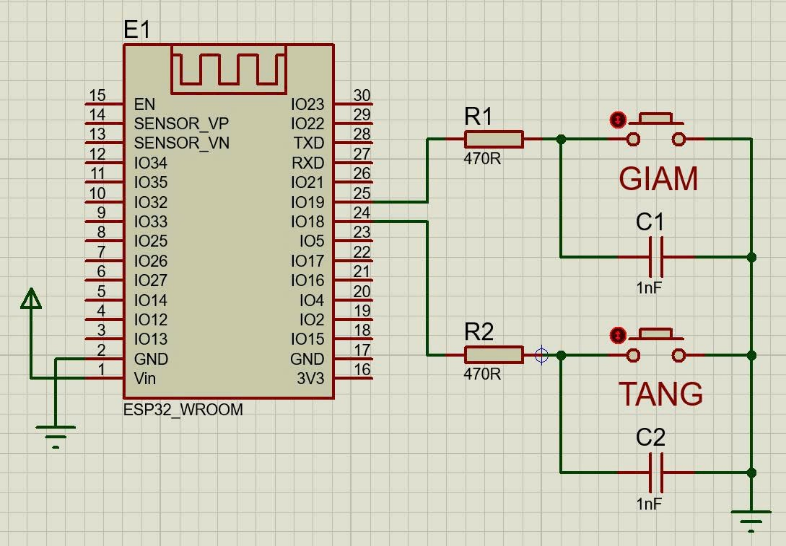 E1
15 EN IO23 30
14 SENSOR_VP IO22 29
13 SENSOR_VN TXD 28
12 IO34 RXD 27
11 IO35 IO21 26
10 IO32 IO19 25
9 IO33 IO18 24
8 IO25 IO5 23
7 IO26 IO17 22
6 IO27 IO16 21
5 IO14 IO4 20
4 IO12 IO2 19
3 IO13 IO15 18
2 GND GND 17
1 Vin 3V3 16
ESP32_WROOM
R1
470R
GIAM
C1
1nF
R2
470R
TANG
C2
1nF